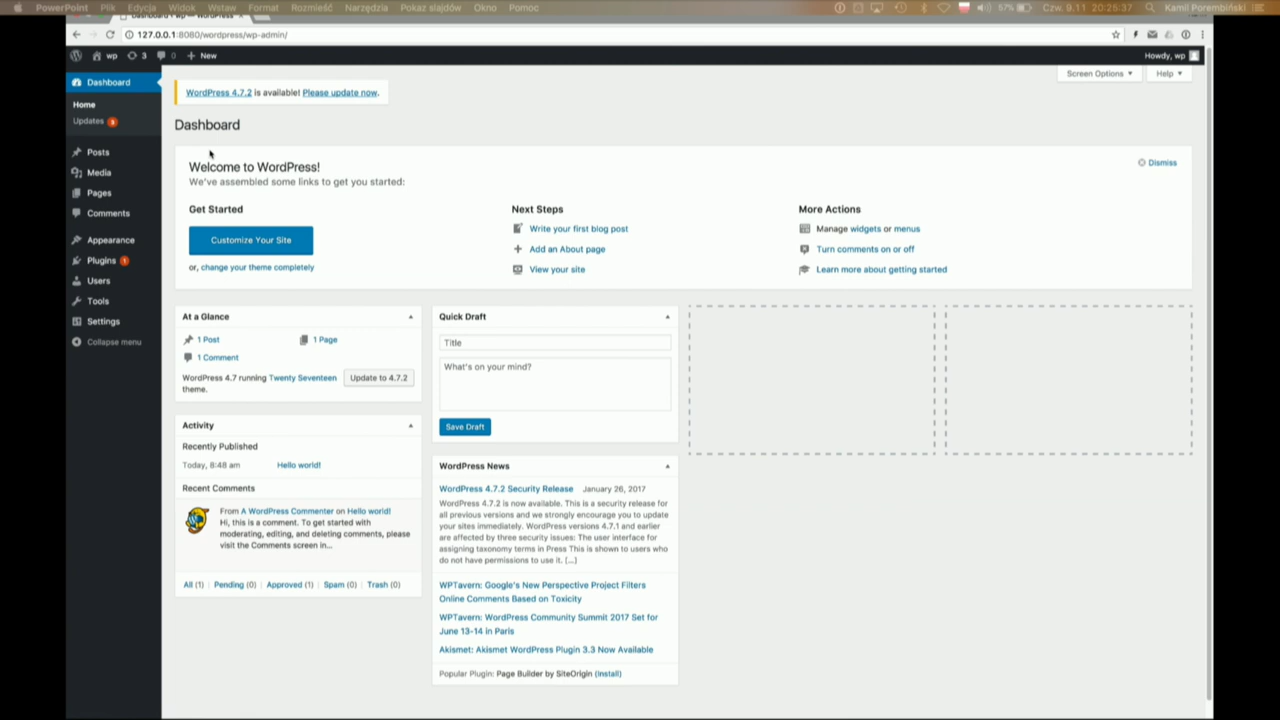 PowerPoint Plik Edycja Widok Wstaw Format Rozmieść Narzędzia Pokaz slajdów Okno Pomoc 57% Czw. 9.11 20:25:37 Kamil Porembiński
Dashboard ‹ wp — WordPress
127.0.0.1:8080/wordpress/wp-admin/
wp 3 0 New Howdy, wp
Screen Options Help
Dashboard
Home
Updates 3
Posts
Media
Pages
Comments
Appearance
Plugins 1
Users
Tools
Settings
Collapse menu
WordPress 4.7.2 is available! Please update now.
Dashboard
Welcome to WordPress!
Dismiss
We've assembled some links to get you started:
Get Started
Customize Your Site
or, change your theme completely
Next Steps
Write your first blog post
Add an About page
View your site
More Actions
Manage widgets or menus
Turn comments on or off
Learn more about getting started
At a Glance
1 Post 1 Page
1 Comment
WordPress 4.7 running Twenty Seventeen
theme.
Update to 4.7.2
Activity
Recently Published
Today, 8:48 am Hello world!
Recent Comments
From A WordPress Commenter on Hello world!
Hi, this is a comment. To get started with
moderating, editing, and deleting comments, please
visit the Comments screen in...
All (1) | Pending (0) | Approved (1) | Spam (0) | Trash (0)
Quick Draft
Title
What's on your mind?
Save Draft
WordPress News
WordPress 4.7.2 Security Release January 26, 2017
WordPress 4.7.2 is now available. This is a security release for
all previous versions and we strongly encourage you to update
your sites immediately. WordPress versions 4.7.1 and earlier
are affected by three security issues: The user interface for
assigning taxonomy terms in Press This is shown to users who
do not have permissions to use it. [...]
WPTavern: Google's New Perspective Project Filters
Online Comments Based on Toxicity
WPTavern: WordPress Community Summit 2017 Set for
June 13-14 in Paris
Akismet: Akismet WordPress Plugin 3.3 Now Available
Popular Plugin: Page Builder by SiteOrigin (Install)